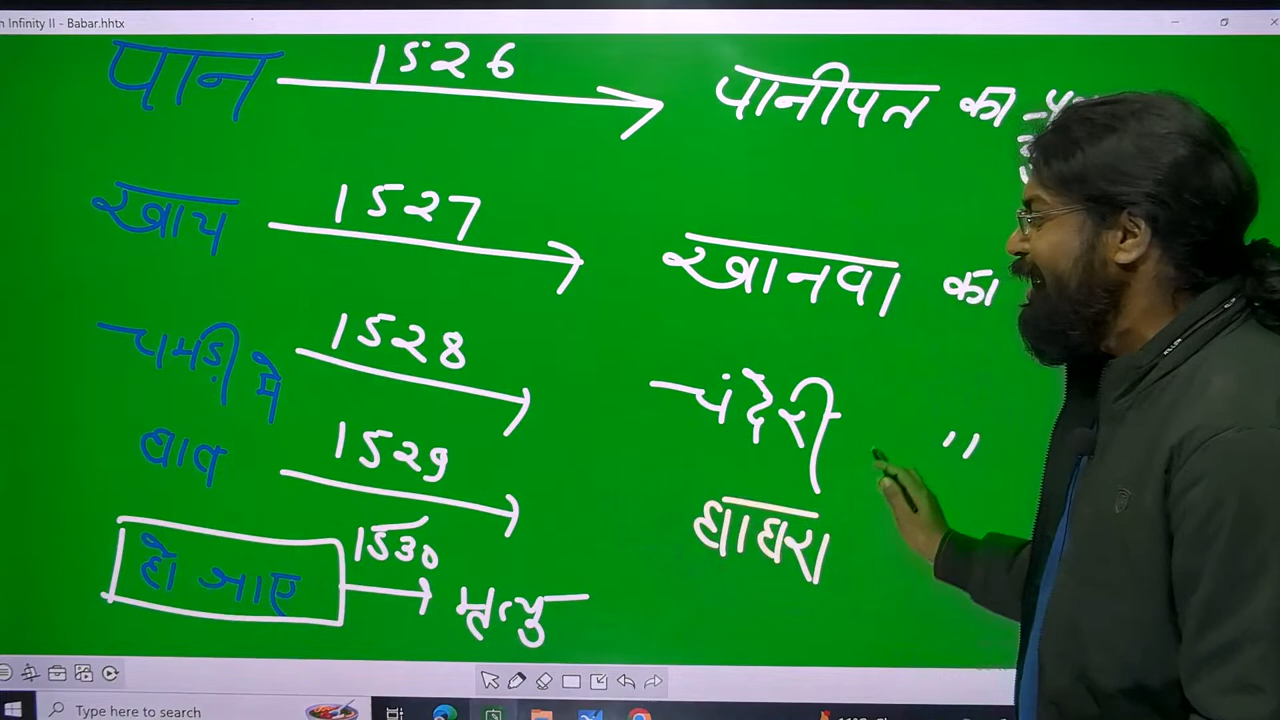 n Infinity II - Babar.hhtx
पान 1526 पानीपत का
खाय 1527 खानवा का
चमड़ी मे 1528 चंदेरी "
घाव 1529 घाघरा
हो जाए 1530 मृत्यु
Type here to search